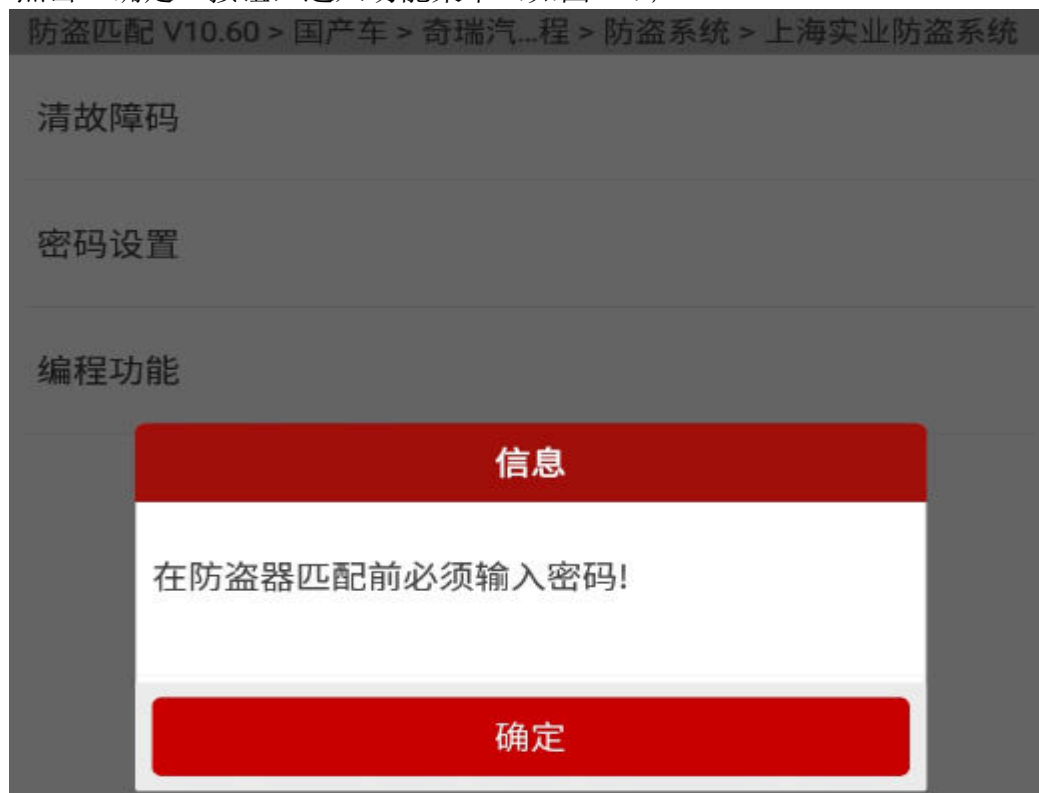 防盗匹配 V10.60 > 国产车 > 奇瑞汽...程 > 防盗系统 > 上海实业防盗系统
清故障码
密码设置
编程功能
信息
在防盗器匹配前必须输入密码!
确定